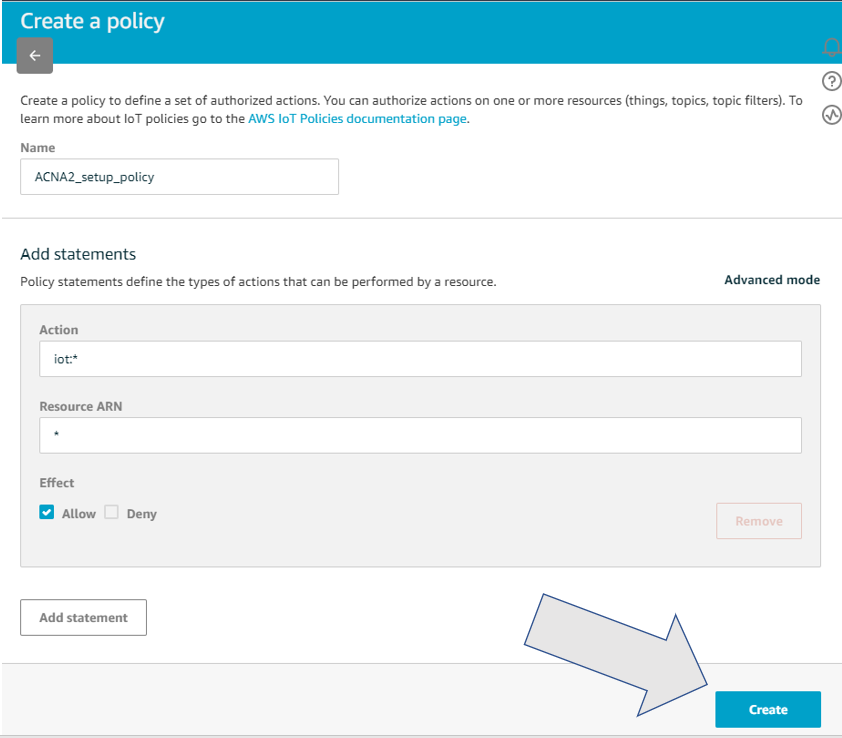 Create a policy
Create a policy to define a set of authorized actions. You can authorize actions on one or more resources (things, topics, topic filters). To
learn more about IoT policies go to the AWS IoT Policies documentation page.
Name
ACNA2_setup_policy
Add statements
Policy statements define the types of actions that can be performed by a resource.
Advanced mode
Action
iot:*
Resource ARN
*
Effect
Allow Deny
Remove
Add statement
Create